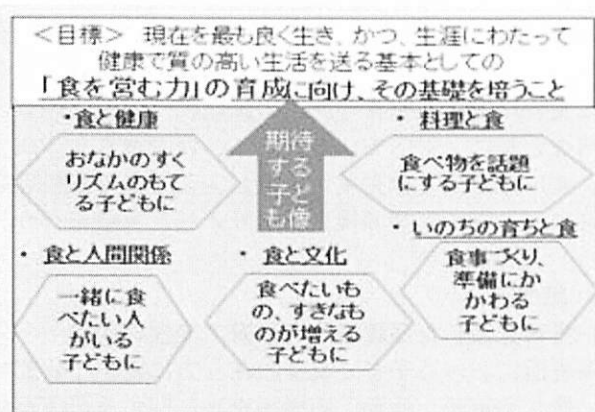 ＜目標＞ 現在を最も良く生き、かつ、生涯にわたって
健康で質の高い生活を送る基本としての
「食を営む力」の育成に向け、その基礎を培うこと
・食と健康
おなかのすく
リズムのもて
る子どもに
期待
する
子ど
も像
・料理と食
食べ物を話題
にする子どもに
・食と人間関係
一緒に食
べたい人
がいる
子どもに
・食と文化
食べたいも
の、すきなも
のが増える
子どもに
・いのちの育ちと食
食事づくり、
準備にか
かわる
子どもに